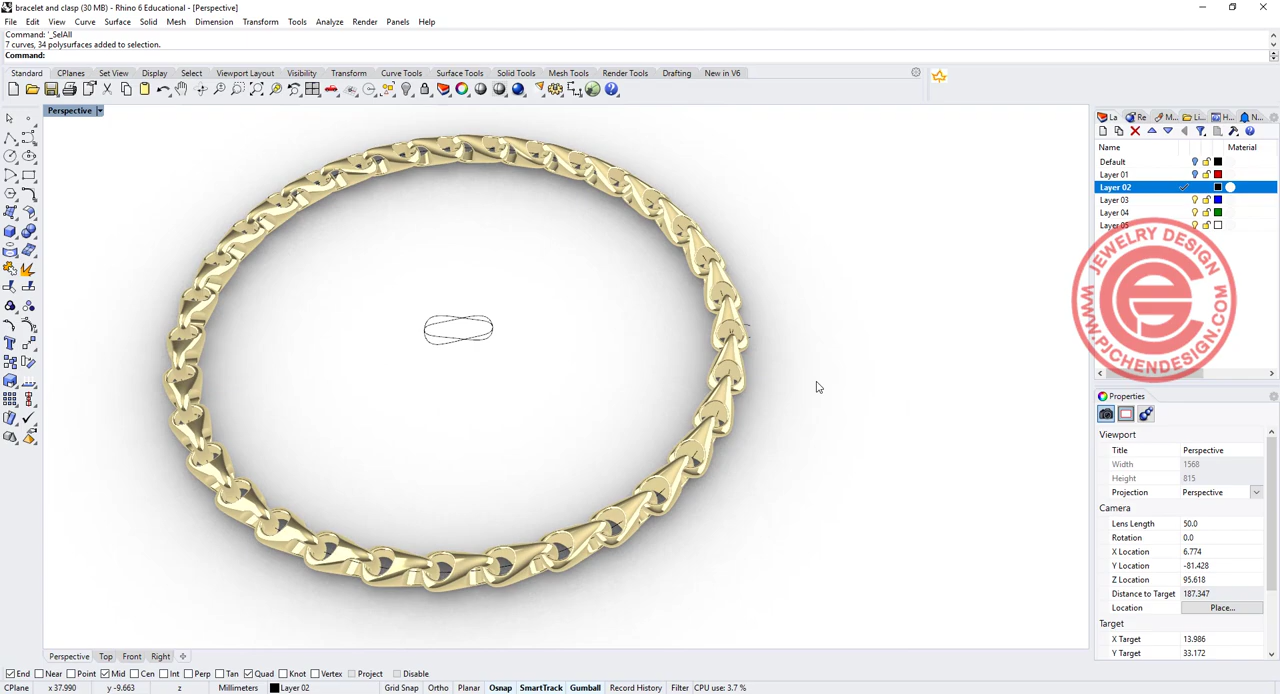 bracelet and clasp (30 MB) - Rhino 6 Educational - [Perspective]
File Edit View Curve Surface Solid Mesh Dimension Transform Tools Analyze Render Panels Help
Command: '_SelAll
7 curves, 34 polysurfaces added to selection.
Command:
Standard CPlanes Set View Display Select Viewport Layout Visibility Transform Curve Tools Surface Tools Solid Tools Mesh Tools Render Tools Drafting New in V6
Perspective
La Re M... Li... H... N...
Name Material
Default
Layer 01
Layer 02
Layer 03
Layer 04
Layer 05
JEWELRY DESIGN
WWW.PJCHENDESIGN.COM
Properties
Viewport
Title Perspective
Width 1568
Height 815
Projection Perspective
Camera
Lens Length 50.0
Rotation 0.0
X Location 6.774
Y Location -81.428
Z Location 95.618
Distance to Target 187.347
Location Place...
Target
X Target 13.986
Y Target 33.172
Perspective Top Front Right
End Near Point Mid Cen Int Perp Tan Quad Knot Vertex Project Disable
CPlane x 37.990 y -9.663 z Millimeters Layer 02 Grid Snap Ortho Planar Osnap SmartTrack Gumball Record History Filter CPU use: 3.7 %